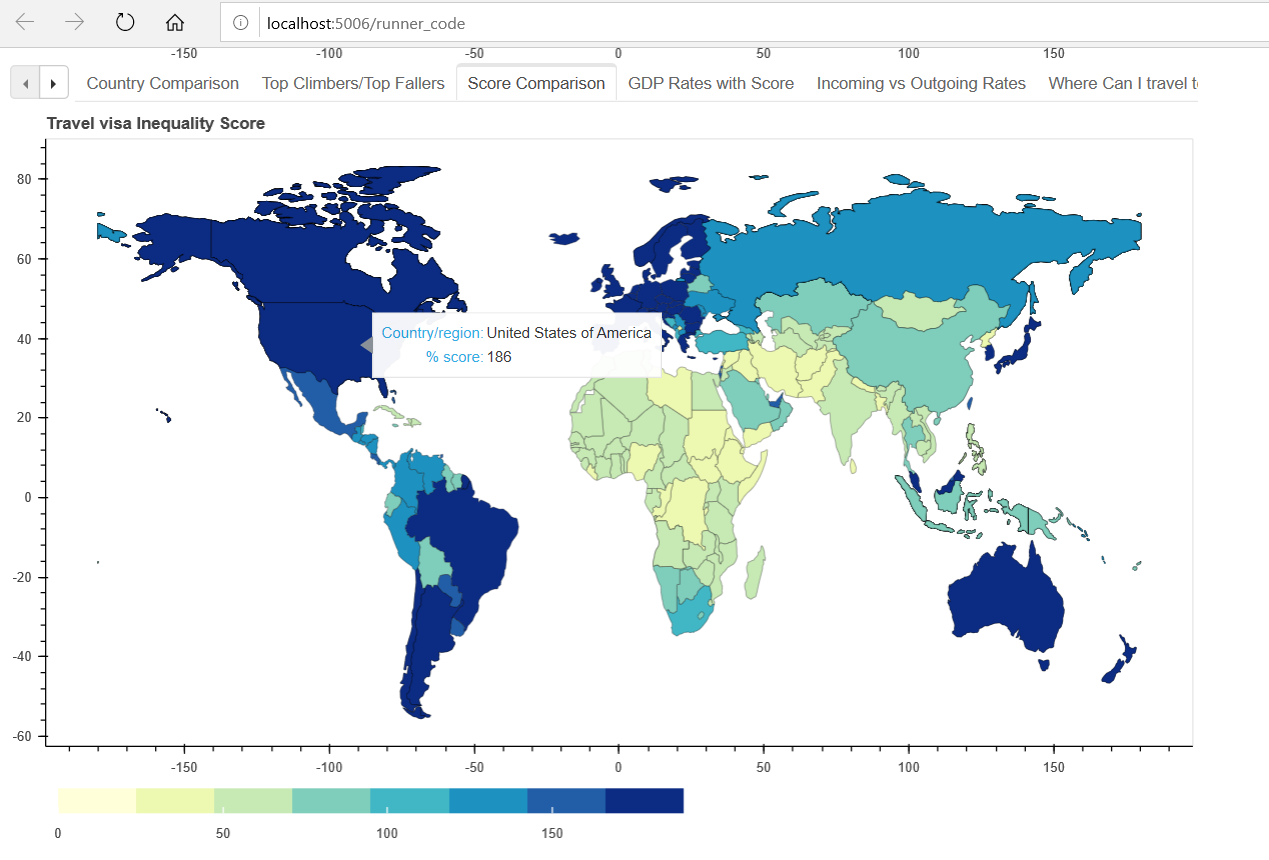 localhost:5006/runner_code
-150 -100 -50 0 50 100 150
Country Comparison Top Climbers/Top Fallers Score Comparison GDP Rates with Score Incoming vs Outgoing Rates Where Can I travel t
Travel visa Inequality Score
80
60
40
20
0
-20
-40
-60
Country/region: United States of America
% score: 186
-150 -100 -50 0 50 100 150
0 50 100 150